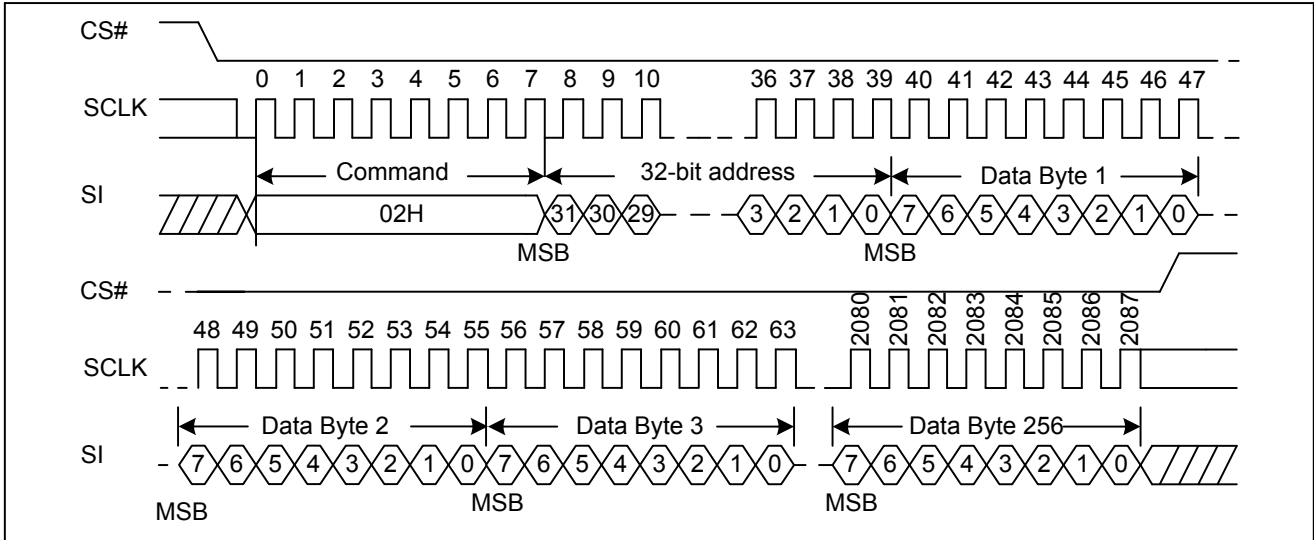 CS#
0 1 2 3 4 5 6 7 8 9 10 36 37 38 39 40 41 42 43 44 45 46 47
SCLK
Command 32-bit address Data Byte 1
SI
02H 31 30 29 3 2 1 0 7 6 5 4 3 2 1 0
MSB MSB
CS#
48 49 50 51 52 53 54 55 56 57 58 59 60 61 62 63 2080 2081 2082 2083 2084 2085 2086 2087
SCLK
Data Byte 2 Data Byte 3 Data Byte 256
SI
7 6 5 4 3 2 1 0 7 6 5 4 3 2 1 0 7 6 5 4 3 2 1 0
MSB MSB MSB